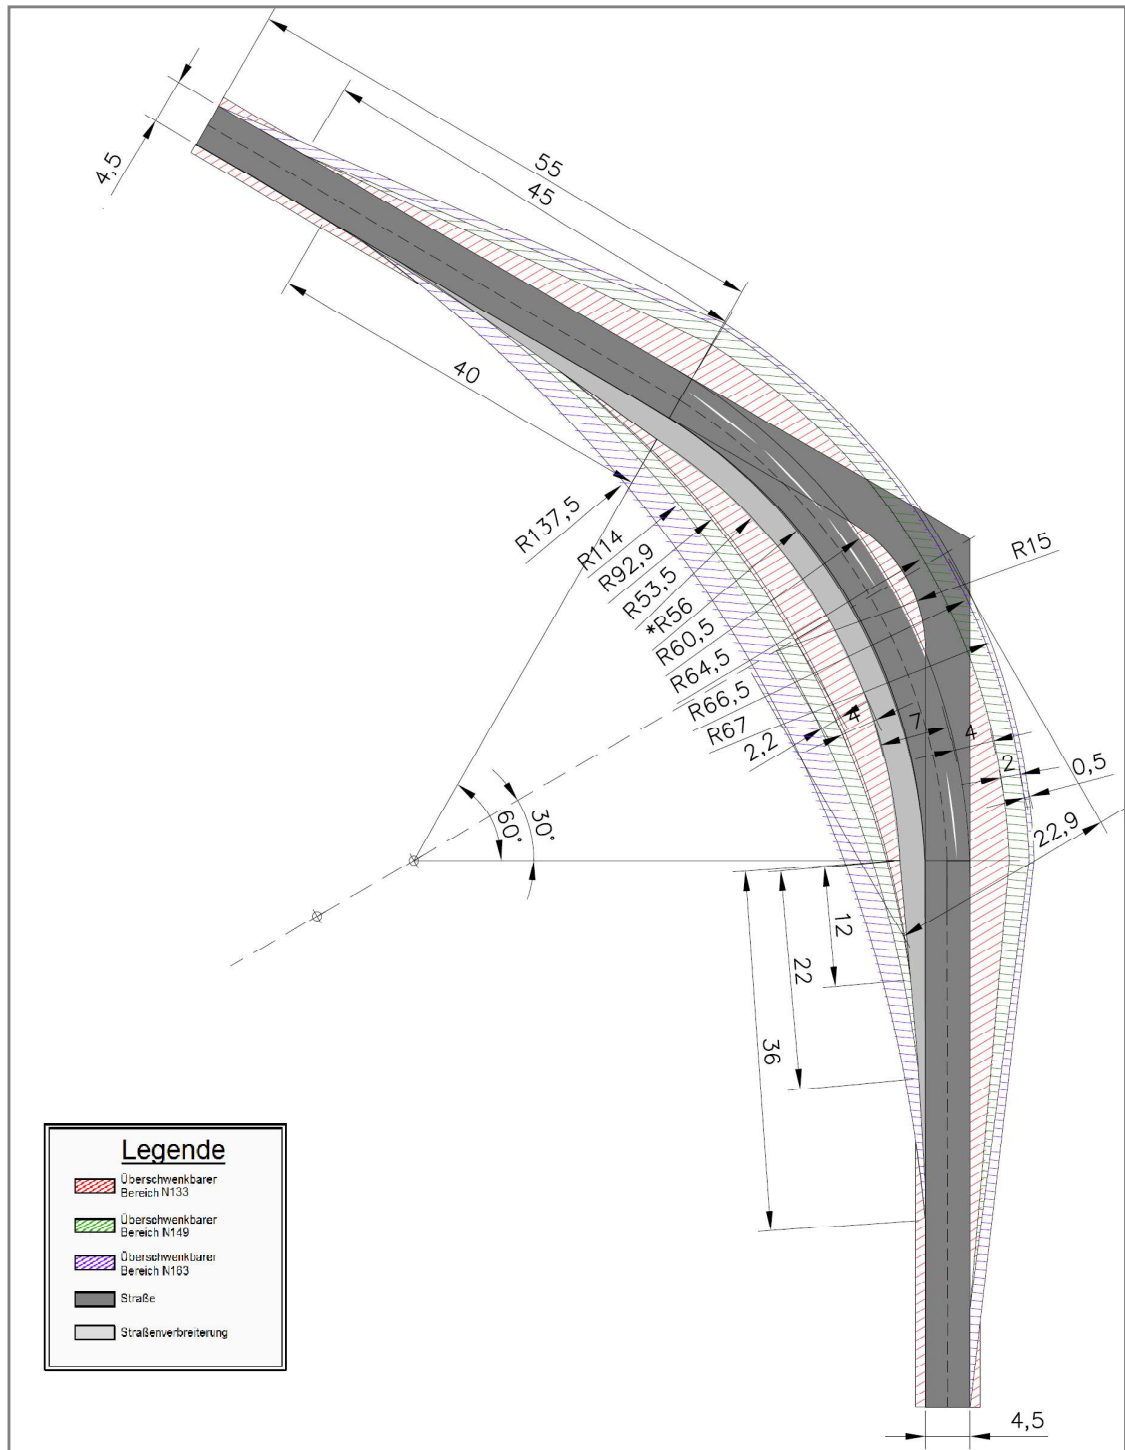 55
45
4,5
40
R137,5
R114
R92,9
R53,5
*R56
R60,5
R64,5
R66,5
R67
2,2
R15
4
7
4
2
0,5
22,9
60°
30°
12
22
36
4,5
Legende
Überschwenkbarer
Bereich N133
Überschwenkbarer
Bereich N149
Überschwenkbarer
Bereich N163
Straße
Straßenverbreiterung